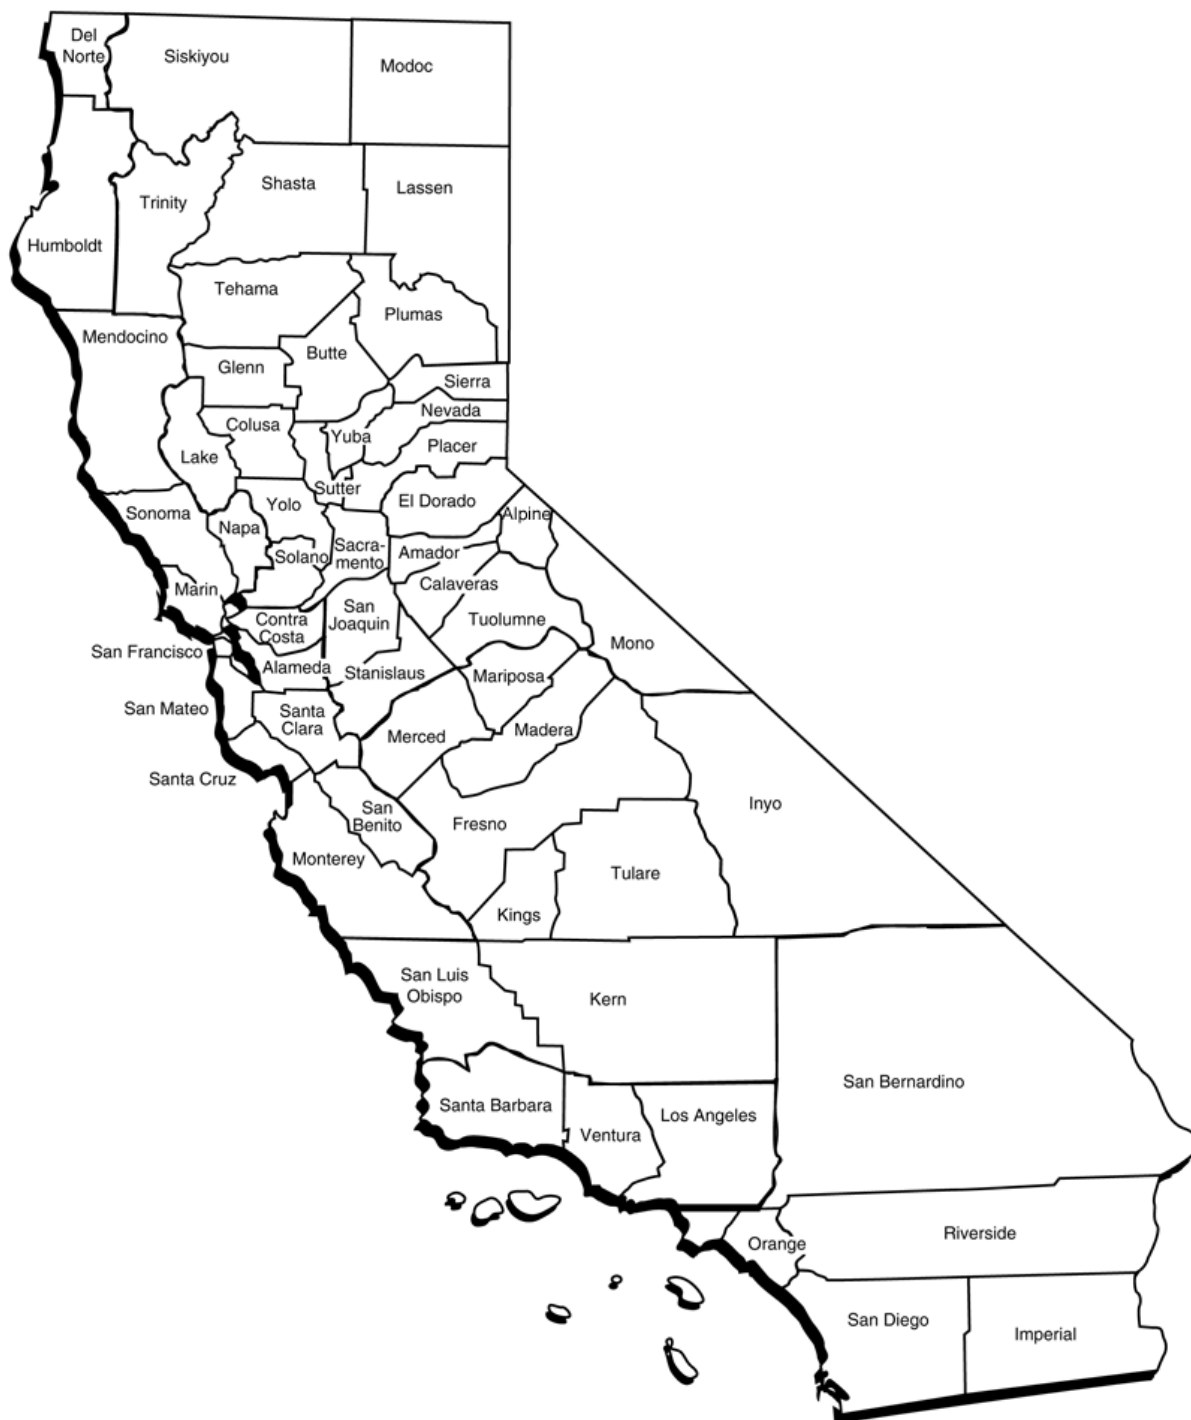 Del
Norte
Siskiyou
Modoc
Shasta
Lassen
Trinity
Humboldt
Tehama
Plumas
Mendocino
Butte
Glenn
Sierra
Nevada
Colusa
Yuba
Placer
Lake
Sutter
El Dorado
Yolo
Sonoma
Alpine
Napa
Sacra-
mento
Solano
Amador
Calaveras
Marin
San
Joaquin
Contra
Costa
Tuolumne
Mono
San Francisco
Alameda
Stanislaus
Mariposa
San Mateo
Santa
Clara
Merced
Madera
Santa Cruz
Inyo
San
Benito
Fresno
Monterey
Tulare
Kings
San Luis
Obispo
Kern
San Bernardino
Santa Barbara
Los Angeles
Ventura
Riverside
Orange
San Diego
Imperial